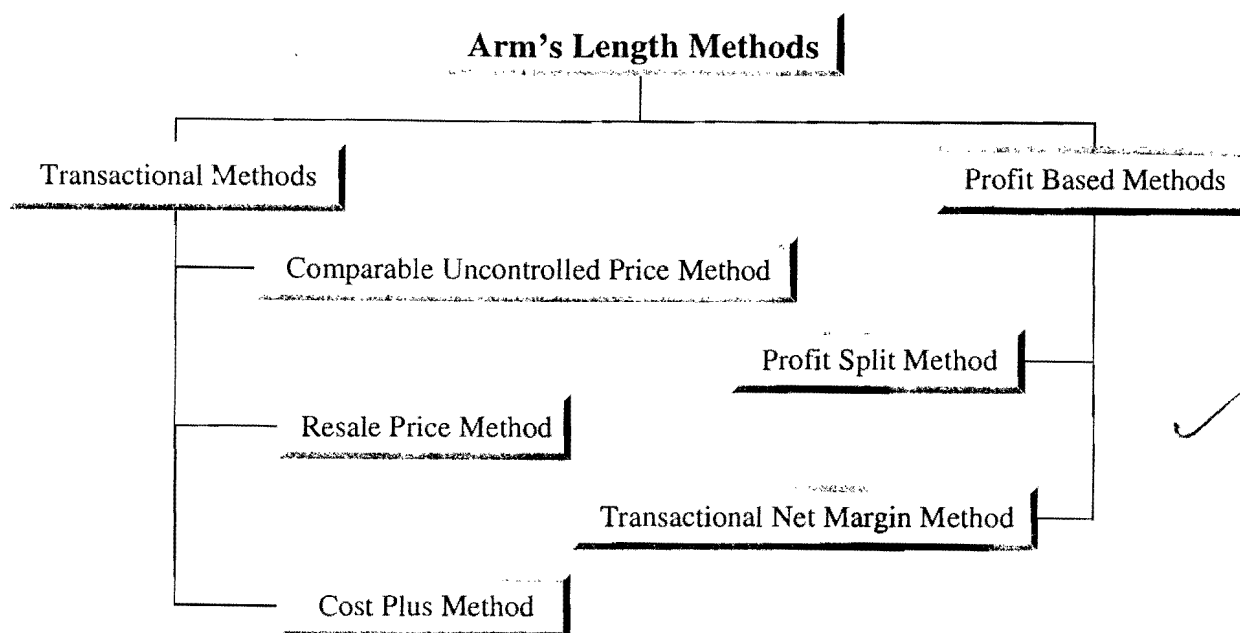 Arm's Length Methods
Transactional Methods
Profit Based Methods
Comparable Uncontrolled Price Method
Profit Split Method
Resale Price Method
Transactional Net Margin Method
Cost Plus Method